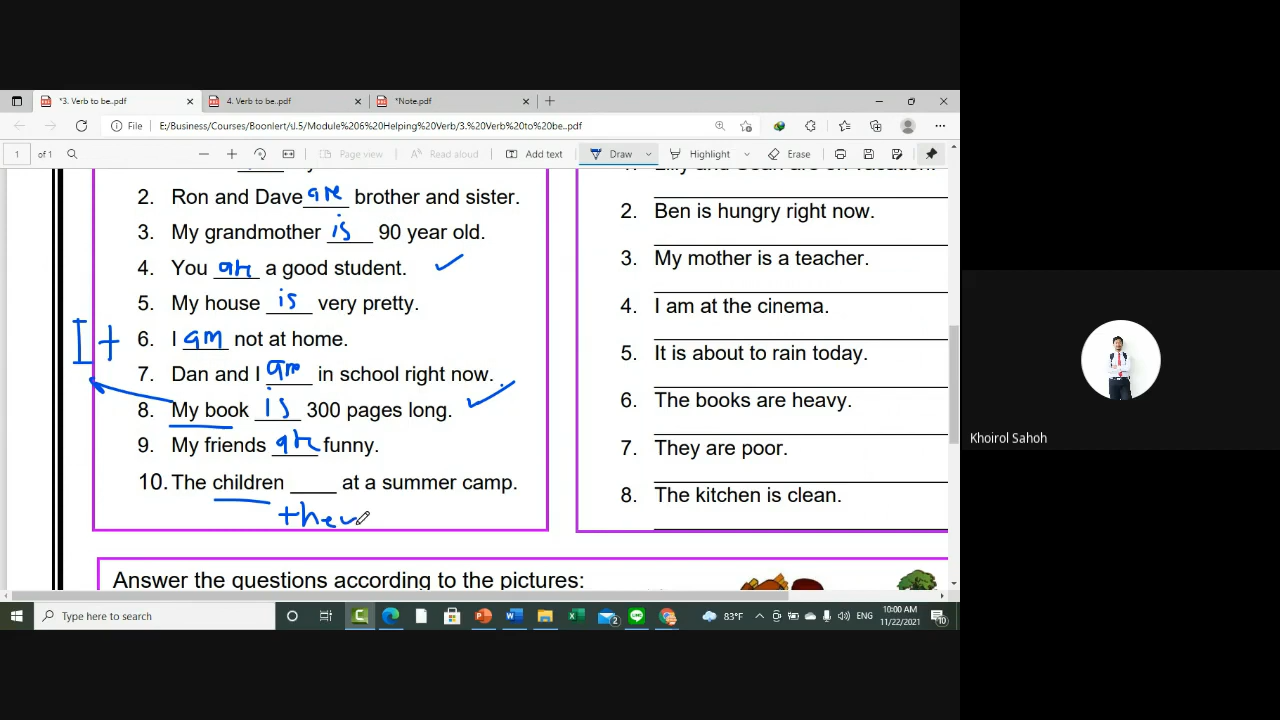 *3. Verb to be..pdf
4. Verb to be..pdf
*Note.pdf
File E:/Business/Courses/Boonlert/ส.5/Module%206%20Helping%20Verb/3.%20Verb%20to%20be..pdf
1 of 1 Page view Read aloud Add text Draw Highlight Erase
2. Ron and Dave are brother and sister.
3. My grandmother is 90 year old.
4. You are a good student.
5. My house is very pretty.
I + 6. I am not at home.
7. Dan and I am in school right now.
8. My book is 300 pages long.
9. My friends are funny.
10. The children ____ at a summer camp.
they
2. Ben is hungry right now.
3. My mother is a teacher.
4. I am at the cinema.
5. It is about to rain today.
6. The books are heavy.
7. They are poor.
8. The kitchen is clean.
Answer the questions according to the pictures:
Khoirol Sahoh
Type here to search
83°F ENG
10:00 AM
11/22/2021